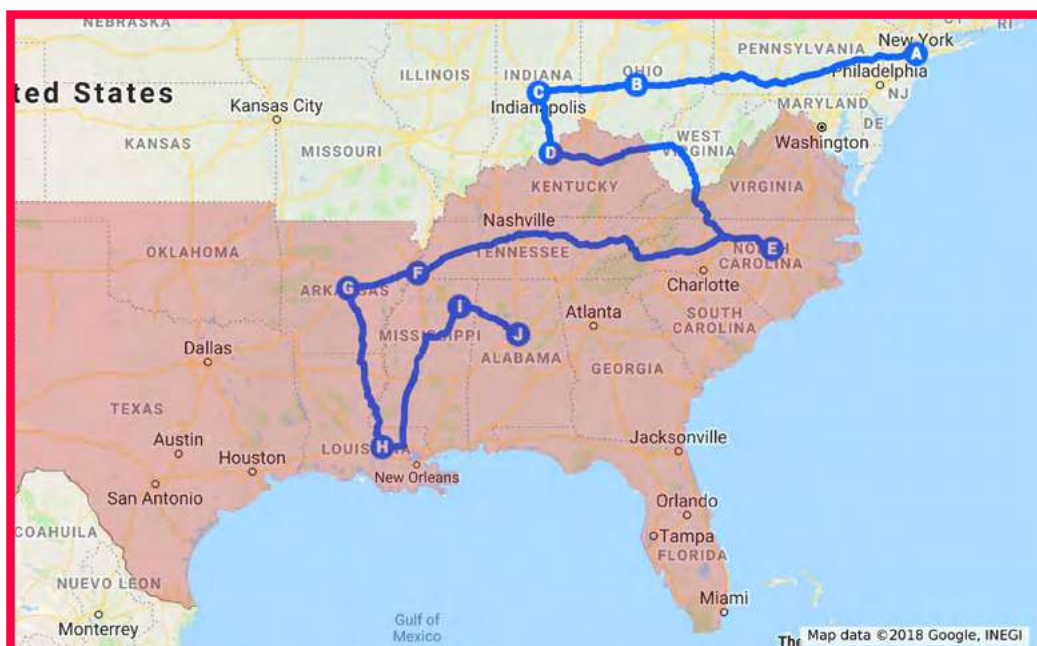 NEBRASKA
CT
RI
PENNSYLVANIA
New York
A
ILLINOIS
INDIANA
OHIO
B
Philadelphia
ted States
C
NJ
Kansas City
Indianapolis
MARYLAND
DE
KANSAS
MISSOURI
WEST
VIRGINIA
Washington
D
KENTUCKY
VIRGINIA
Nashville
OKLAHOMA
TENNESSEE
NORTH
CAROLINA
E
F
G
ARKANSAS
Charlotte
I
SOUTH
CAROLINA
MISSISSIPPI
J
Atlanta
Dallas
ALABAMA
GEORGIA
TEXAS
Austin
H
LOUISIANA
Jacksonville
Houston
New Orleans
San Antonio
Orlando
COAHUILA
Tampa
FLORIDA
NUEVO LEON
Miami
Monterrey
Gulf of
Mexico
The
Map data ©2018 Google, INEGI